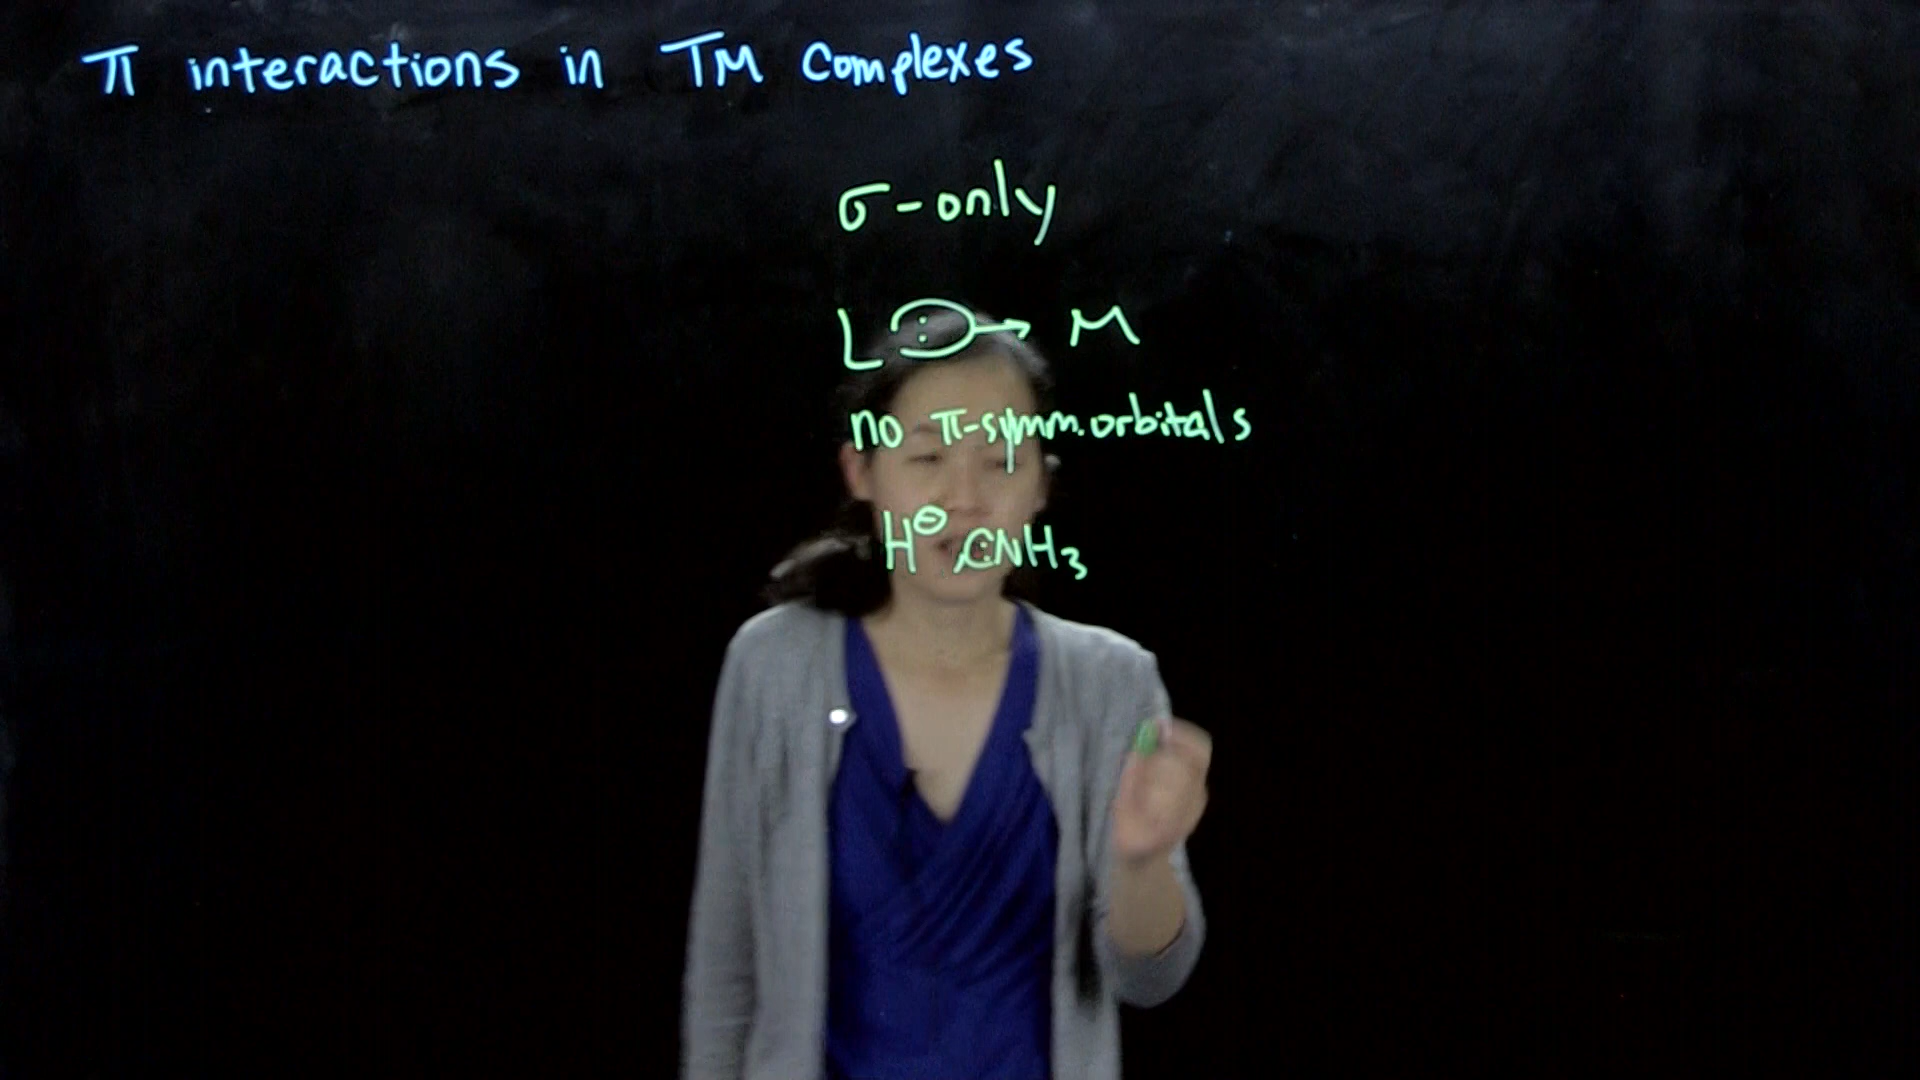 π interactions in TM complexes
σ-only
L : → M
no π-symm. orbitals
H⊖ :NH₃